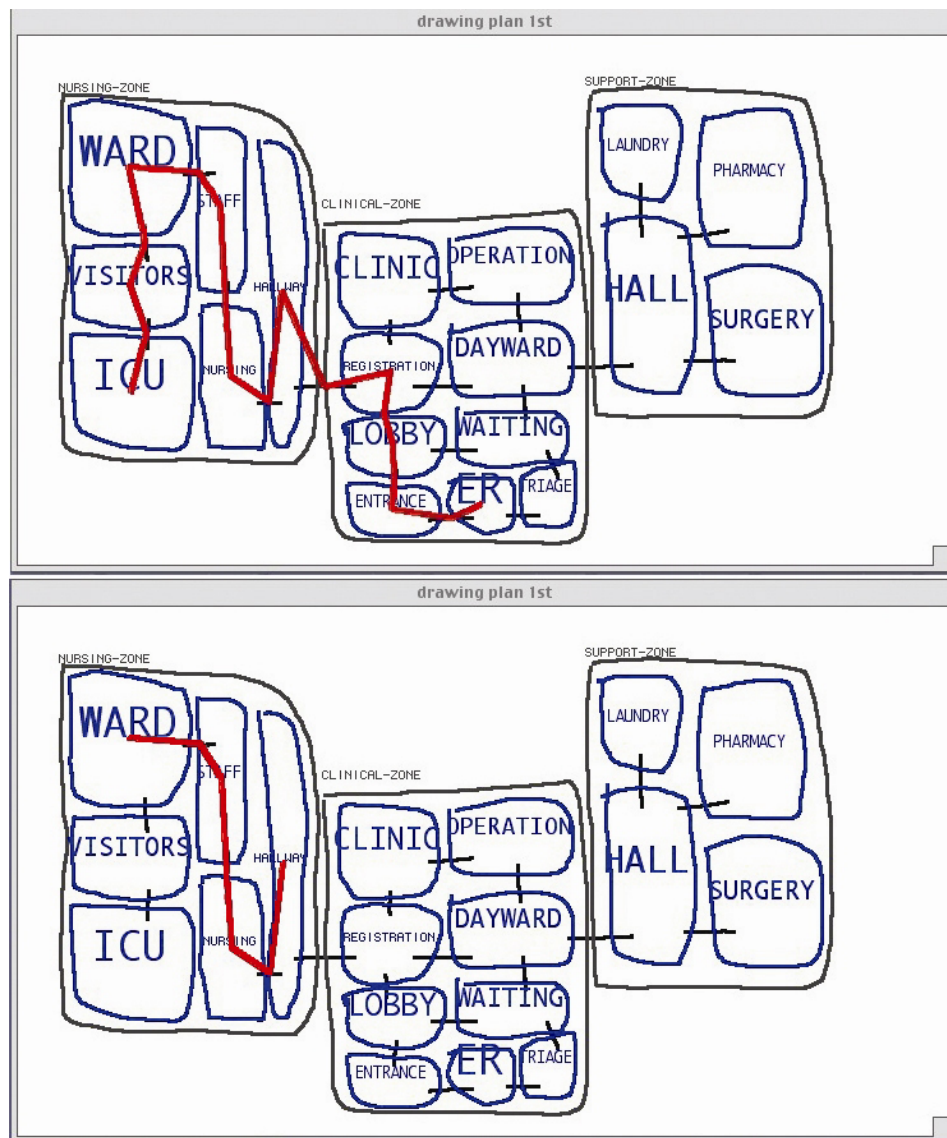 drawing plan 1st
NURSING-ZONE
SUPPORT-ZONE
WARD
LAUNDRY
PHARMACY
STAFF
CLINICAL-ZONE
VISITORS
HALLWAY
CLINIC
OPERATION
HALL
SURGERY
ICU
NURSING
REGISTRATION
DAYWARD
LOBBY
WAITING
ENTRANCE
ER
TRIAGE
drawing plan 1st
NURSING-ZONE
SUPPORT-ZONE
WARD
LAUNDRY
PHARMACY
STAFF
CLINICAL-ZONE
VISITORS
HALLWAY
CLINIC
OPERATION
HALL
SURGERY
ICU
NURSING
REGISTRATION
DAYWARD
LOBBY
WAITING
ENTRANCE
ER
TRIAGE